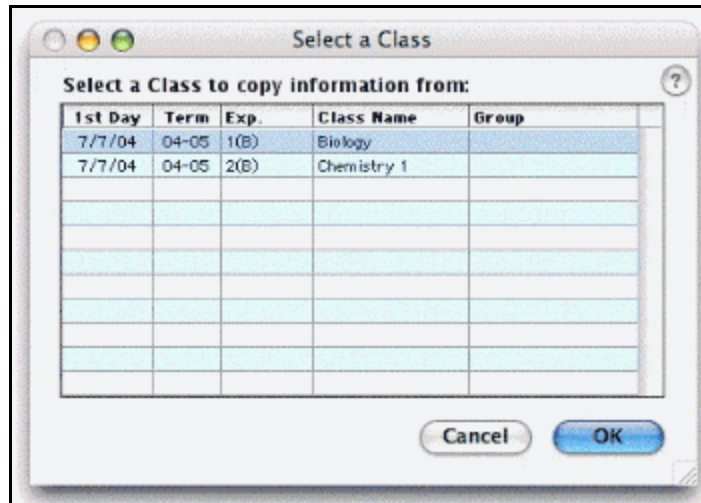 Select a Class
Select a Class to copy information from:
?
1st Day Term Exp. Class Name Group
7/7/04 04-05 1(B) Biology
7/7/04 04-05 2(B) Chemistry 1
Cancel OK